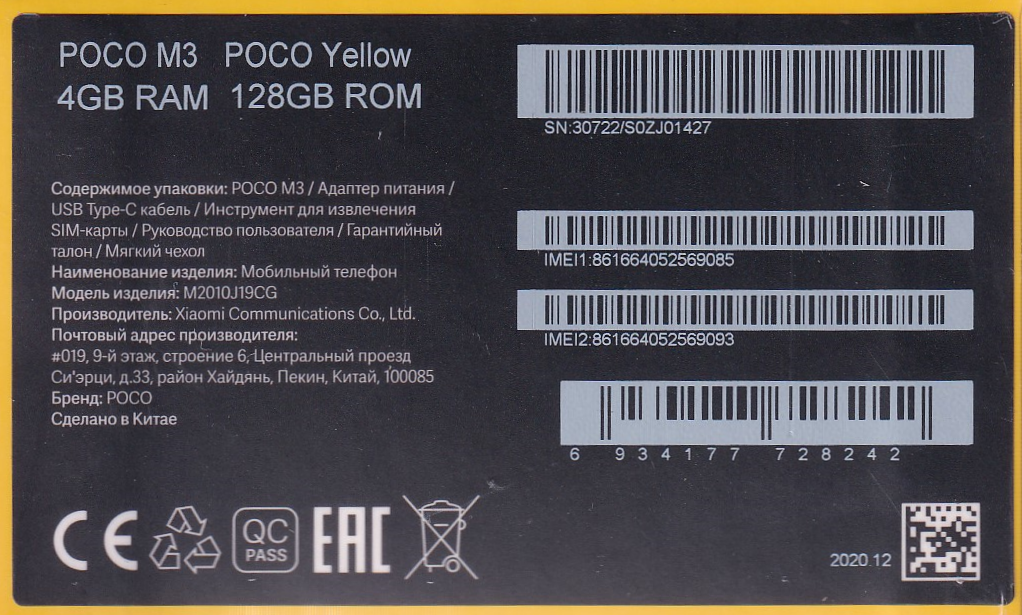 POCO M3 POCO Yellow
4GB RAM 128GB ROM
SN:30722/S0ZJ01427
Содержимое упаковки: POCO M3 / Адаптер питания /
USB Type-C кабель / Инструмент для извлечения
SIM-карты / Руководство пользователя / Гарантийный
талон / Мягкий чехол
Наименование изделия: Мобильный телефон
Модель изделия: M2010J19CG
Производитель: Xiaomi Communications Co., Ltd.
Почтовый адрес производителя:
#019, 9-й этаж, строение 6, Центральный проезд
Си'эрци, д.33, район Хайдянь, Пекин, Китай, 100085
Бренд: POCO
Сделано в Китае
IMEI1:861664052569085
IMEI2:861664052569093
6 934177 728242
CE
QC
PASS
EAC
2020.12